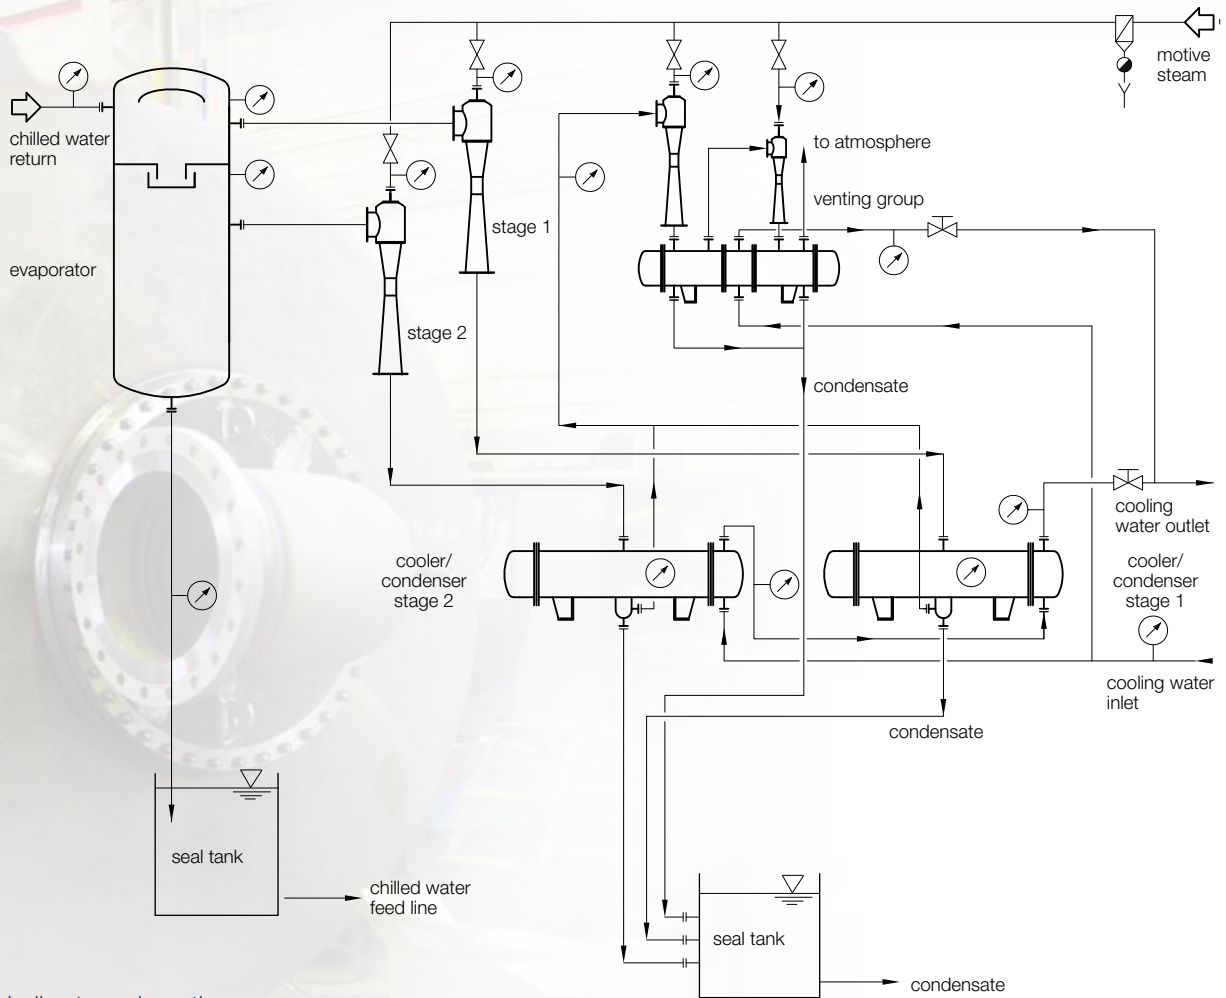 motive
steam
chilled water
return
to atmosphere
venting group
stage 1
evaporator
stage 2
condensate
cooling
water outlet
cooler/
condenser
stage 2
cooler/
condenser
stage 1
cooling water
inlet
condensate
seal tank
chilled water
feed line
seal tank
condensate